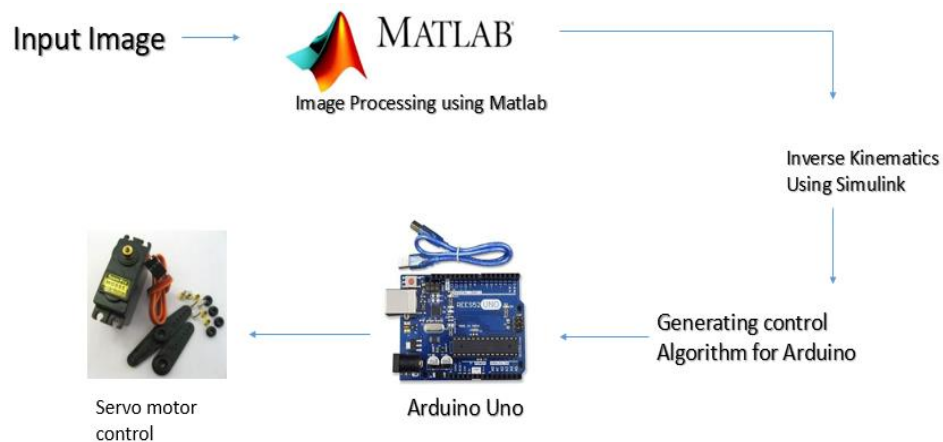 Input Image
MATLAB®
Image Processing using Matlab
Inverse Kinematics
Using Simulink
Generating control
Algorithm for Arduino
UNO
Arduino Uno
Servo motor
control